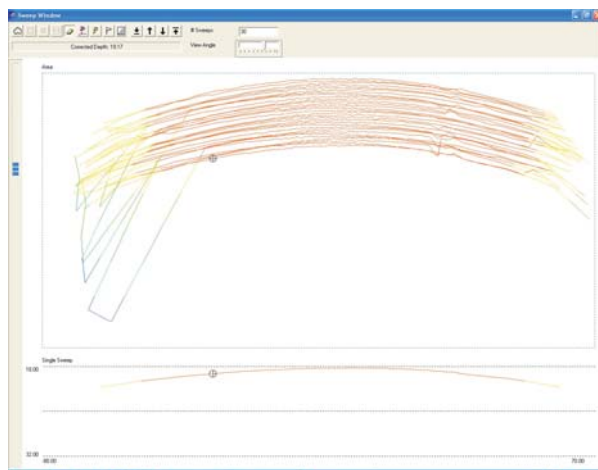 Sweep Window
# Sweeps: 30
Corrected Depth: 10.17
View Angle
Area
Single Sweep
10.00
32.00
-80.00 70.00